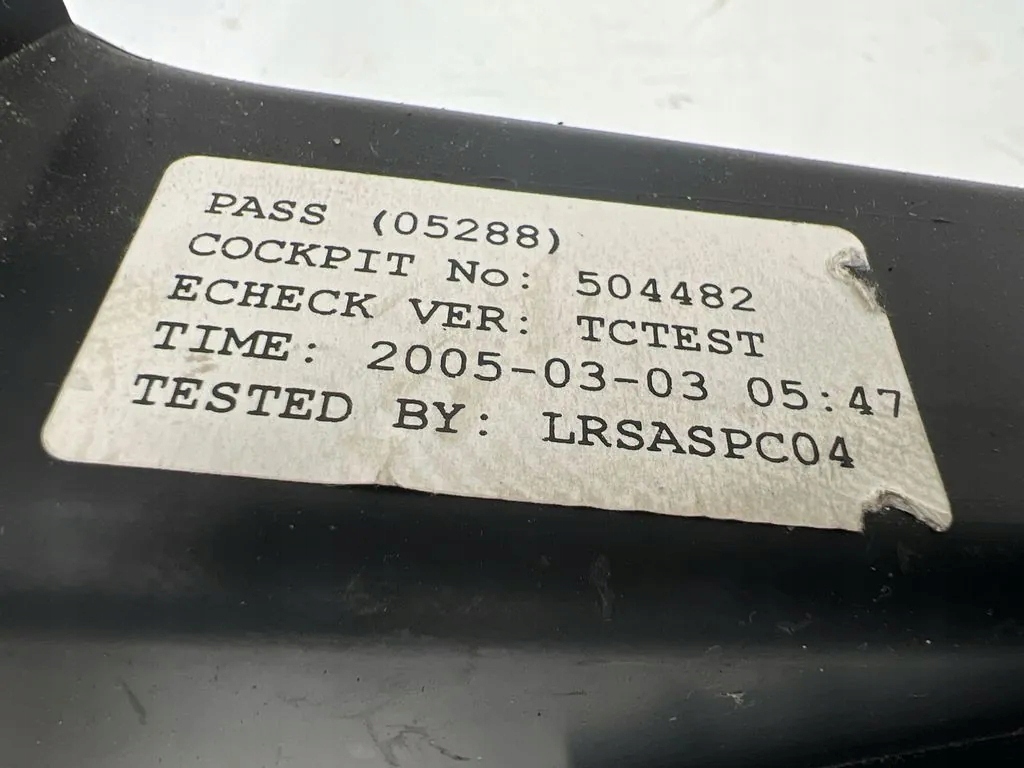 PASS (05288)
COCKPIT No: 504482
ECHECK VER: TCTEST
TIME: 2005-03-03 05:47
TESTED BY: LRSASPC04